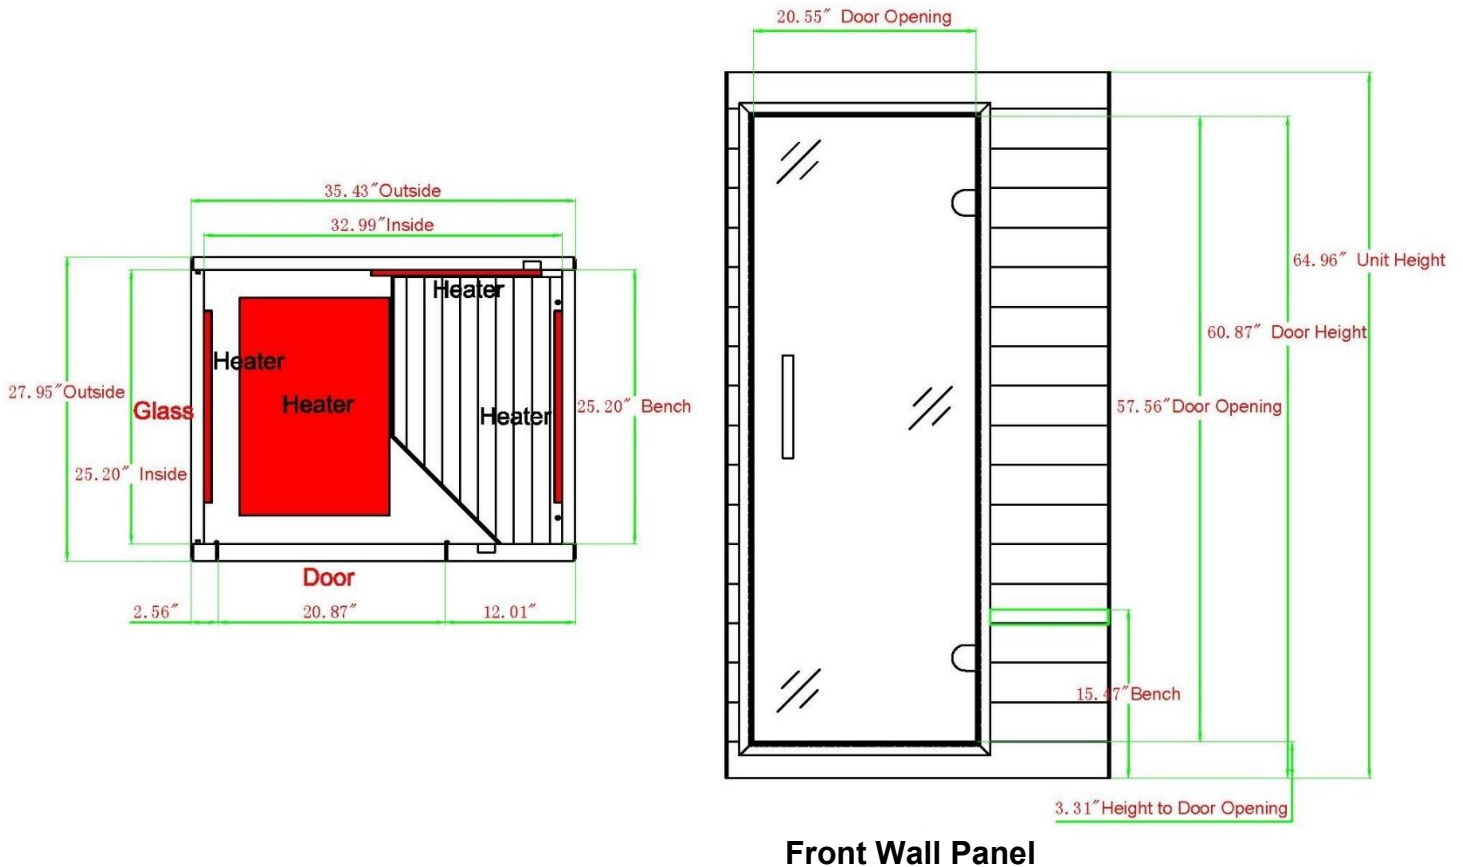 20.55″ Door Opening
35.43″Outside
32.99″Inside
64.96″ Unit Height
Heater
60.87″ Door Height
Heater
27.95″Outside
Heater
Glass
Heater
25.20″ Bench
57.56″Door Opening
25.20″ Inside
Door
2.56″
20.87″
12.01″
15.47″Bench
3.31″Height to Door Opening
Front Wall Panel